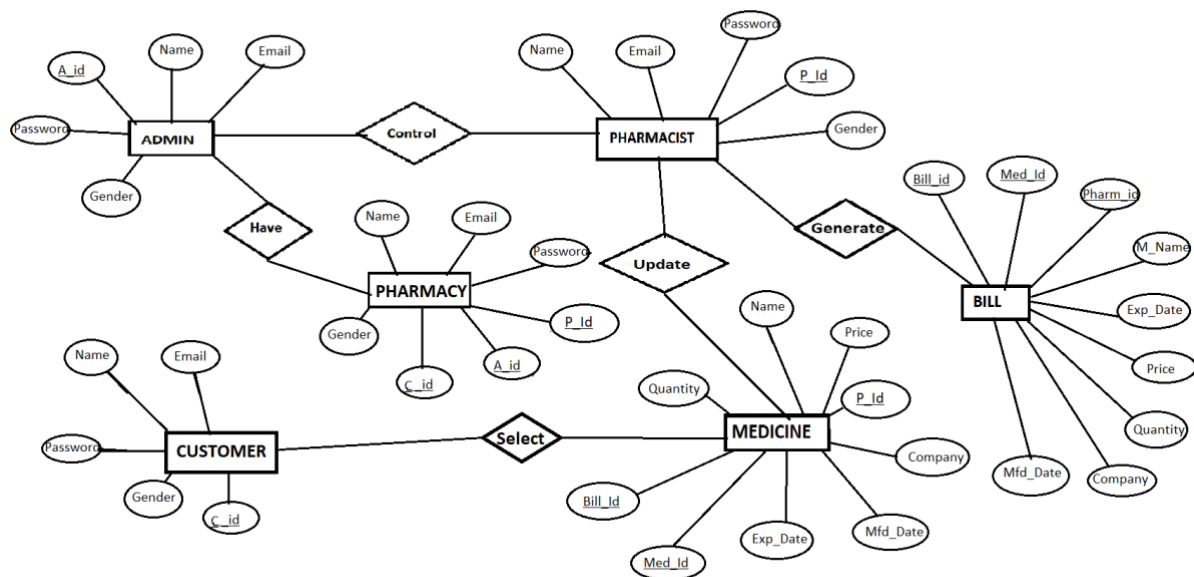 Name
Email
A_id
Password
ADMIN
Gender
Control
Have
Name
Email
Password
P_Id
Gender
PHARMACIST
Update
Generate
Bill_id
Med_Id
Pharm_id
M_Name
Exp_Date
Price
Quantity
Company
Mfd_Date
BILL
Name
Email
Password
P_Id
A_id
C_id
Gender
PHARMACY
Name
Email
Password
Gender
C_id
CUSTOMER
Select
Name
Price
P_Id
Quantity
MEDICINE
Company
Bill_Id
Med_Id
Exp_Date
Mfd_Date